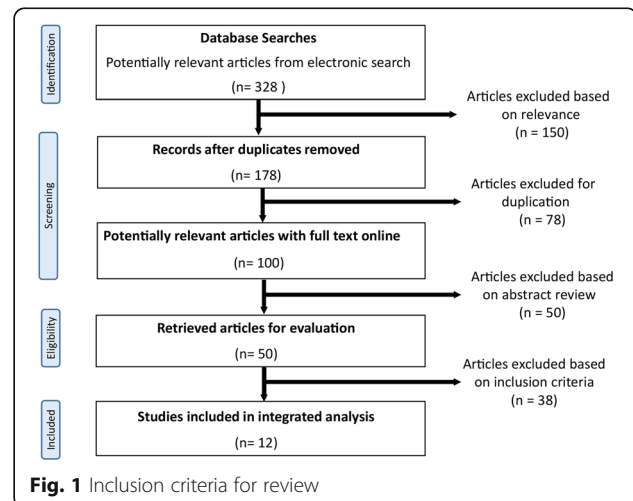 Identification
Database Searches
Potentially relevant articles from electronic search
(n= 328 )
Articles excluded based
on relevance
(n = 150)
Screening
Records after duplicates removed
(n= 178)
Articles excluded for
duplication
(n = 78)
Potentially relevant articles with full text online
(n= 100)
Articles excluded based
on abstract review
(n = 50)
Eligibility
Retrieved articles for evaluation
(n= 50)
Articles excluded based
on inclusion criteria
(n = 38)
Included
Studies included in integrated analysis
(n= 12)
Fig. 1 Inclusion criteria for review